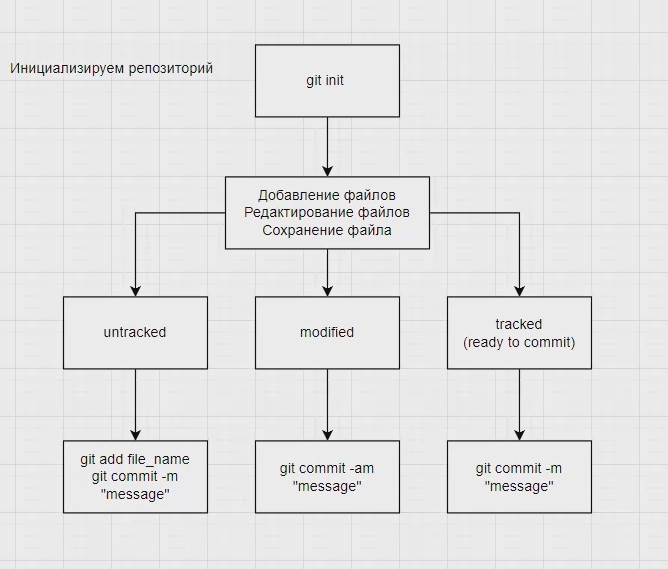 Инициализируем репозиторий
git init
Добавление файлов
Редактирование файлов
Сохранение файла
untracked
modified
tracked
(ready to commit)
git add file_name
git commit -m
"message"
git commit -am
"message"
git commit -m
"message"